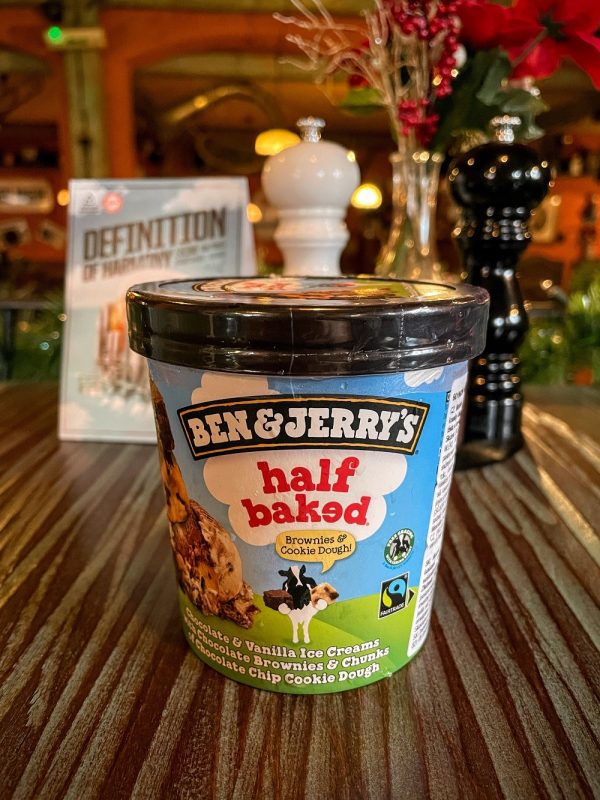 DEFINITION
OF HARMONY
BEN & JERRY'S
half
baked
Brownies &
Cookie Dough!
FAIRTRADE
Chocolate & Vanilla Ice Creams
Chocolate Brownies & Chunks
Chocolate Chip Cookie Dough